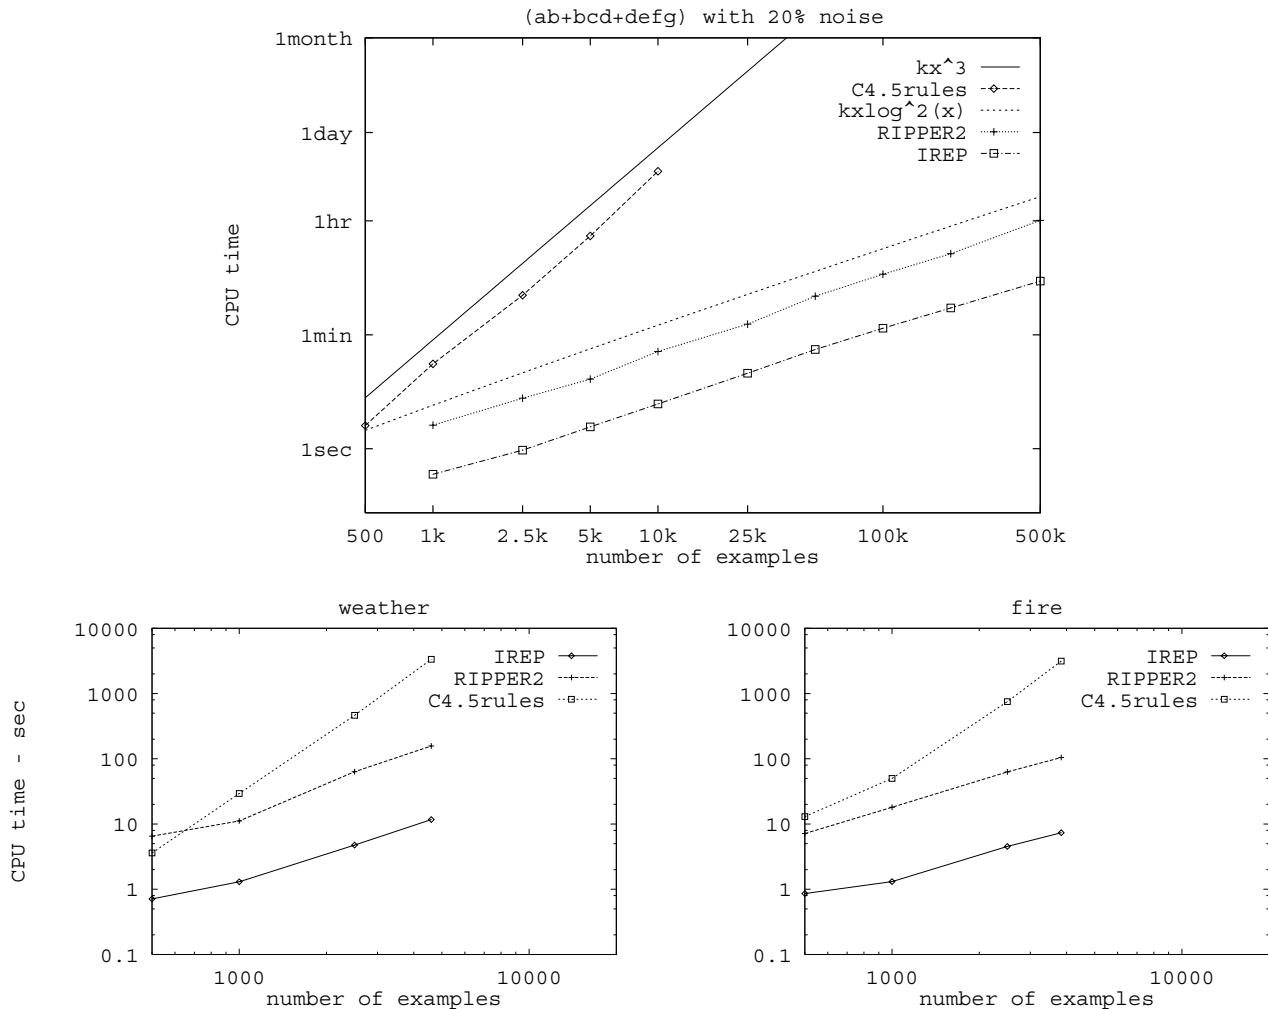 (ab+bcd+defg) with 20% noise
1month
1day
1hr
1min
1sec
CPU time
kx^3
C4.5rules
kxlog^2(x)
RIPPER2
IREP
500 1k 2.5k 5k 10k 25k 100k 500k
number of examples
weather
10000
1000
100
10
1
0.1
CPU time - sec
IREP
RIPPER2
C4.5rules
1000 10000
number of examples
fire
10000
1000
100
10
1
0.1
IREP
RIPPER2
C4.5rules
1000 10000
number of examples